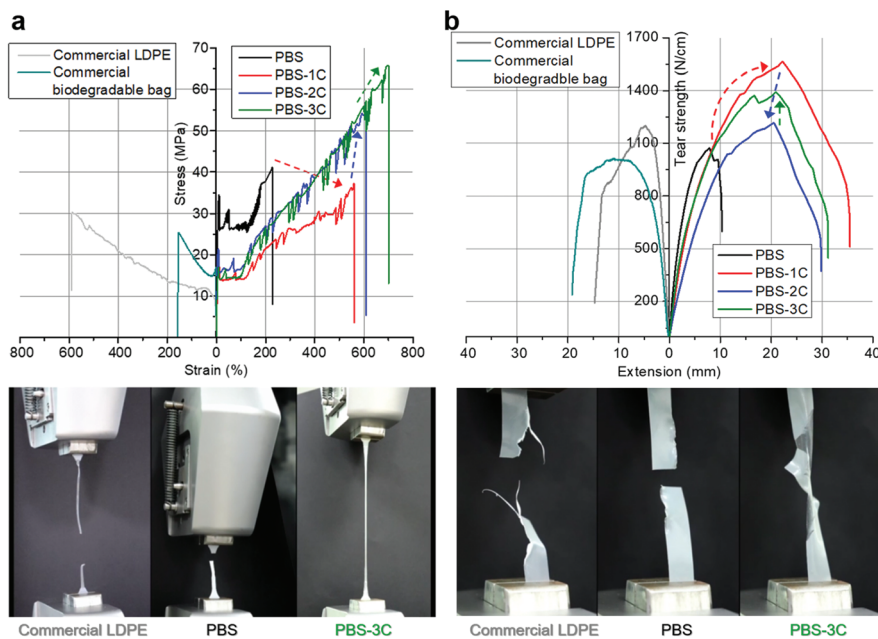 a
Commercial LDPE
Commercial
biodegradable bag
PBS
PBS-1C
PBS-2C
PBS-3C
Stress (MPa)
70
60
50
40
30
20
10
800 600 400 200 0 200 400 600 800
Strain (%)
Commercial LDPE
PBS
PBS-3C
b
Commercial LDPE
Commercial
biodegradble bag
Tear strength (N/cm)
1700
1400
1100
800
500
200
PBS
PBS-1C
PBS-2C
PBS-3C
40 30 20 10 0 10 20 30 40
Extension (mm)
Commercial LDPE
PBS
PBS-3C